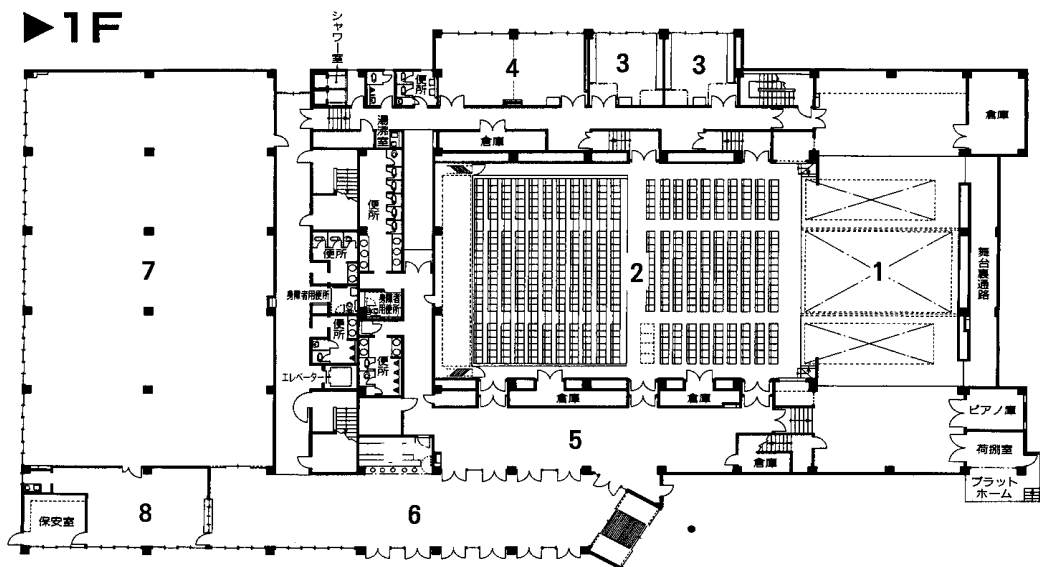 ▶1F
シャワー室
AIR
便所
湯沸室
4
3
3
倉庫
倉庫
便所
便所
身障者用便所
身障者用便所
便所
エレベーター
便所
7
2
1
舞台裏通路
倉庫
倉庫
ピアノ庫
5
倉庫
荷捌室
プラット
ホーム
保安室
8
6